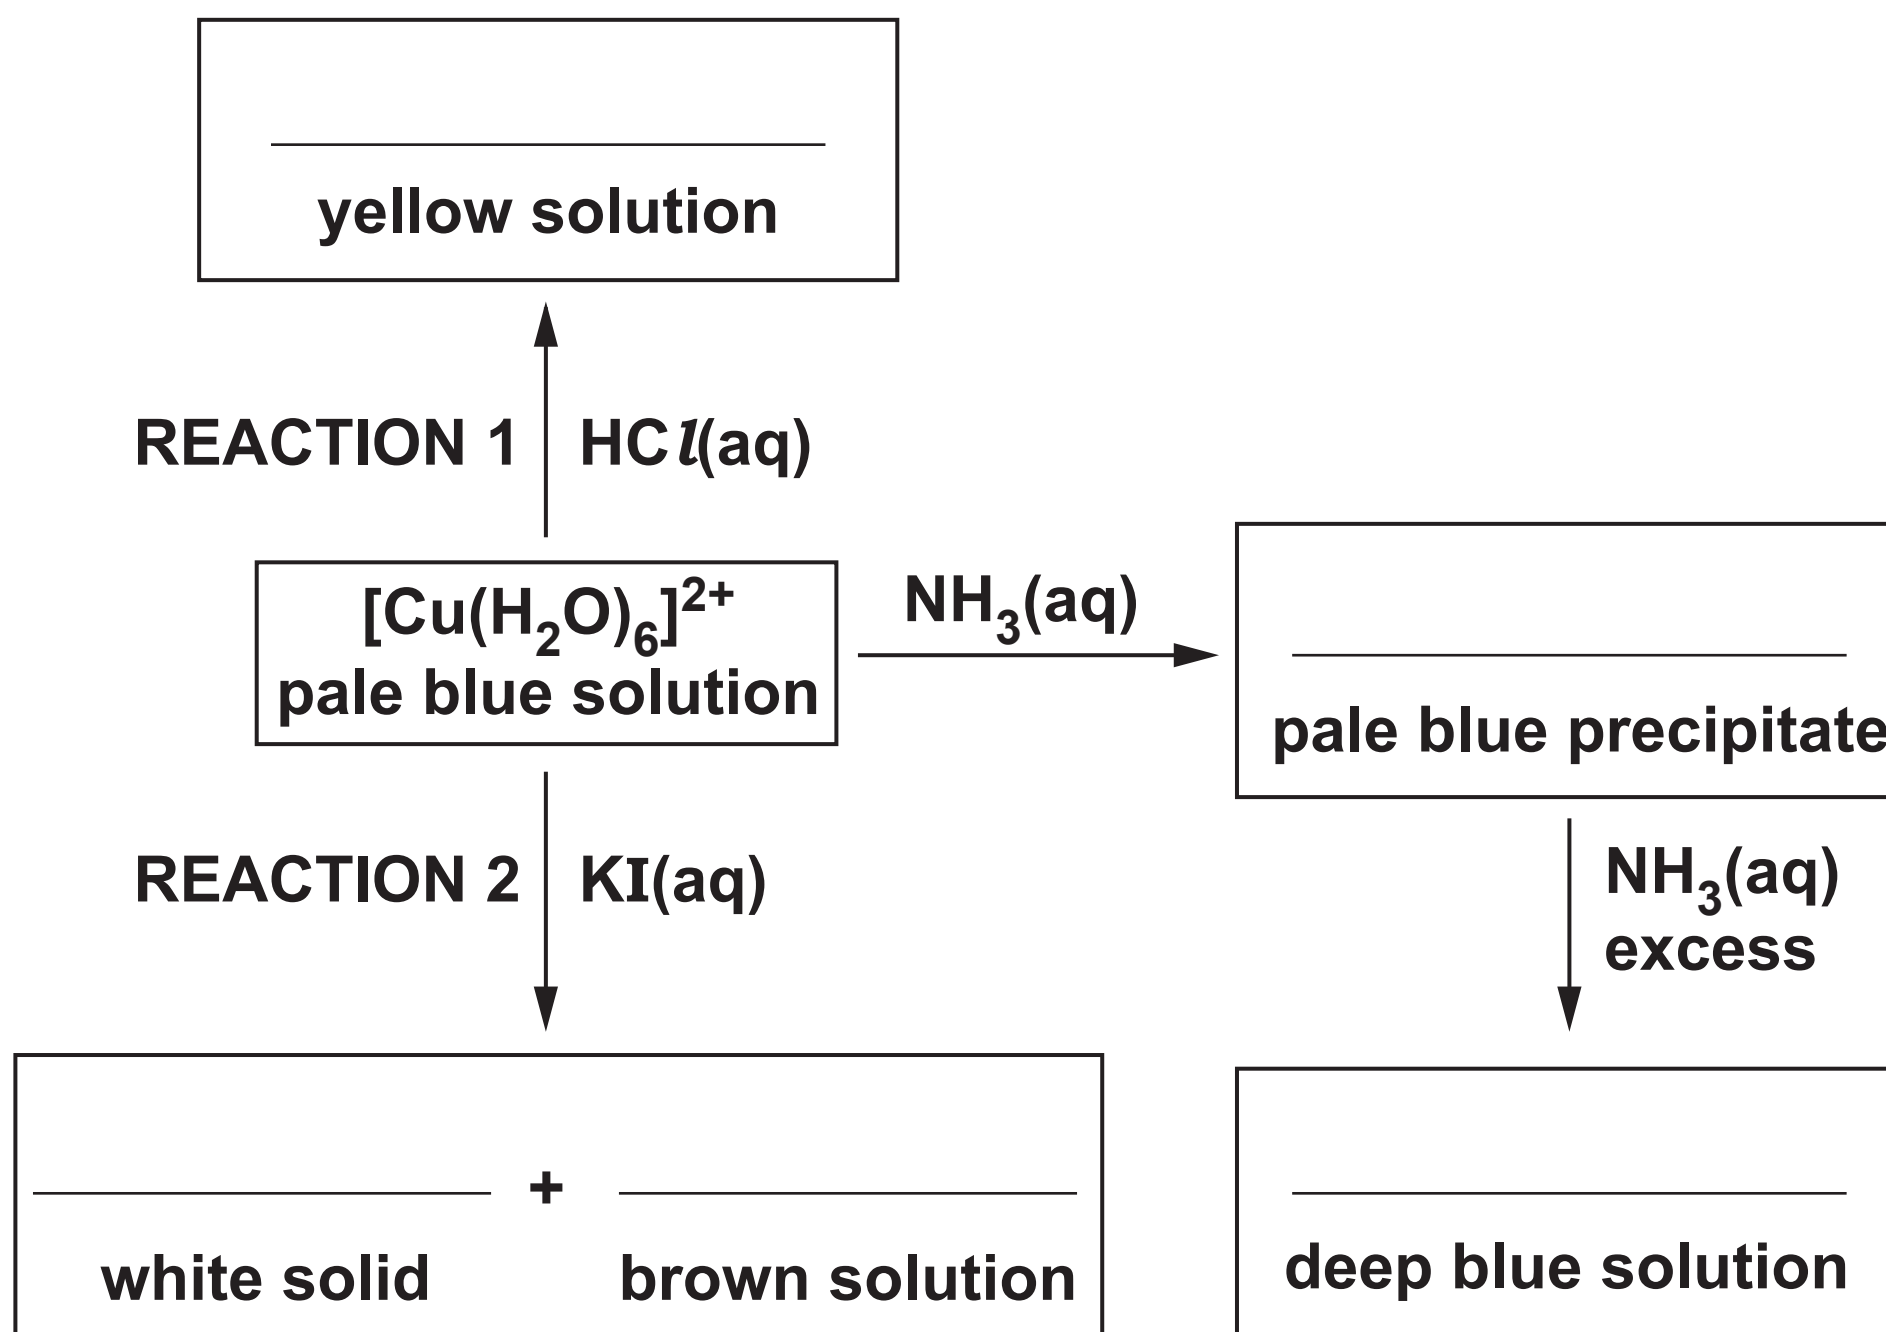 yellow solution
REACTION 1
HCl(aq)
[Cu(H₂O)₆]²⁺
pale blue solution
NH₃(aq)
pale blue precipitate
REACTION 2
KI(aq)
NH₃(aq)
excess
+
white solid
brown solution
deep blue solution